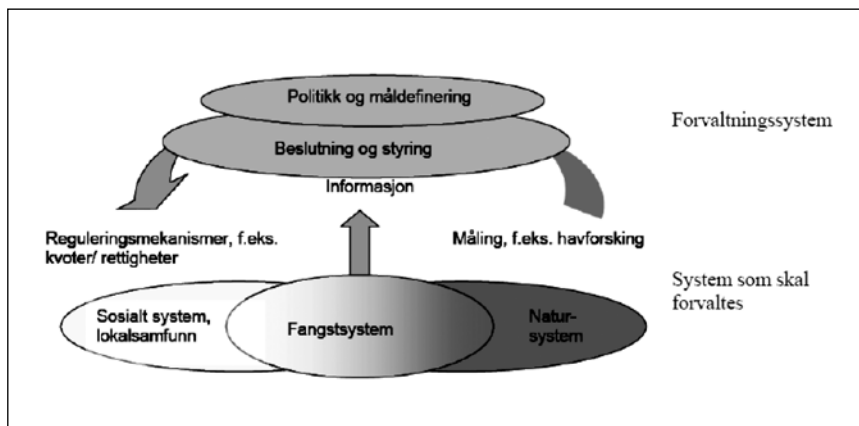 Politikk og måldefinering
Forvaltningssystem
Beslutning og styring
Informasjon
Reguleringsmekanismer, f.eks.
kvoter/ rettigheter
Måling, f.eks. havforsking
System som skal
forvaltes
Sosialt system,
lokalsamfunn
Fangstsystem
Natur-
system